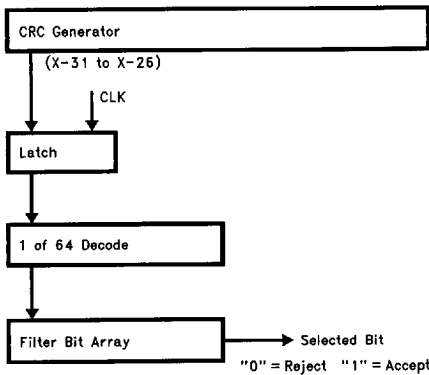 CRC Generator
(X-31 to X-26)
CLK
Latch
1 of 64 Decode
Filter Bit Array
Selected Bit
"0" = Reject "1" = Accept